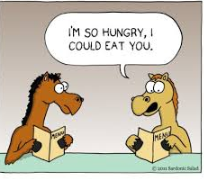 I'M SO HUNGRY, I
COULD EAT YOU.
MENU
MENU